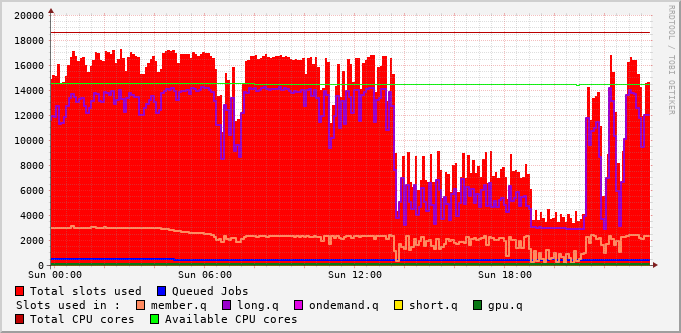 20000
18000
16000
14000
12000
10000
8000
6000
4000
2000
0
Sun 00:00 Sun 06:00 Sun 12:00 Sun 18:00
RRDTOOL / TOBI OETIKER
Total slots used Queued Jobs
Slots used in : member.q long.q ondemand.q short.q gpu.q
Total CPU cores Available CPU cores